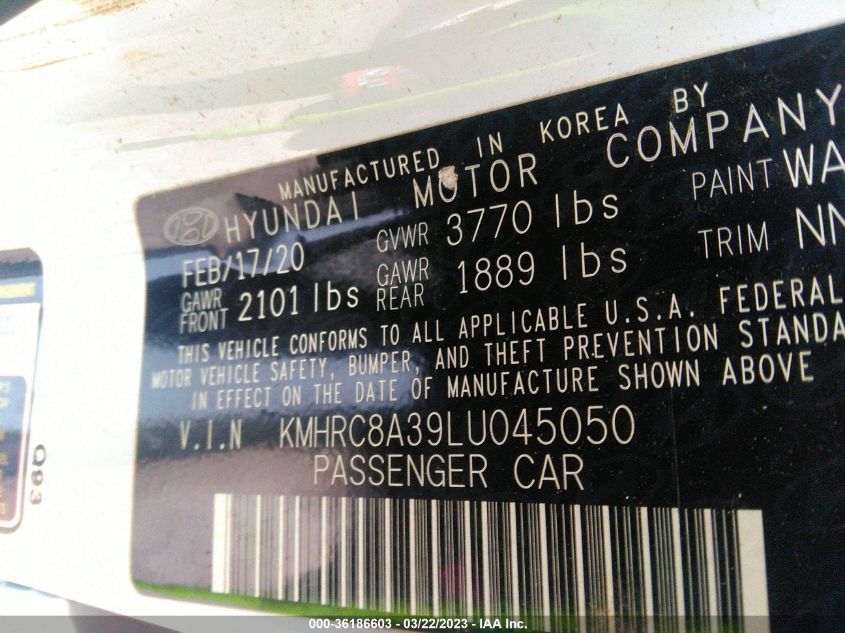 MANUFACTURED IN KOREA BY
HYUNDAI MOTOR COMPANY
FEB/17/20 GVWR 3770 lbs PAINT WA
GAWR FRONT 2101 lbs GAWR REAR 1889 lbs TRIM NN
THIS VEHICLE CONFORMS TO ALL APPLICABLE U.S.A. FEDERAL
MOTOR VEHICLE SAFETY, BUMPER, AND THEFT PREVENTION STANDA
IN EFFECT ON THE DATE OF MANUFACTURE SHOWN ABOVE
V.I.N KMHRC8A39LU045050
PASSENGER CAR
Q93
000-36186603 - 03/22/2023 - IAA Inc.